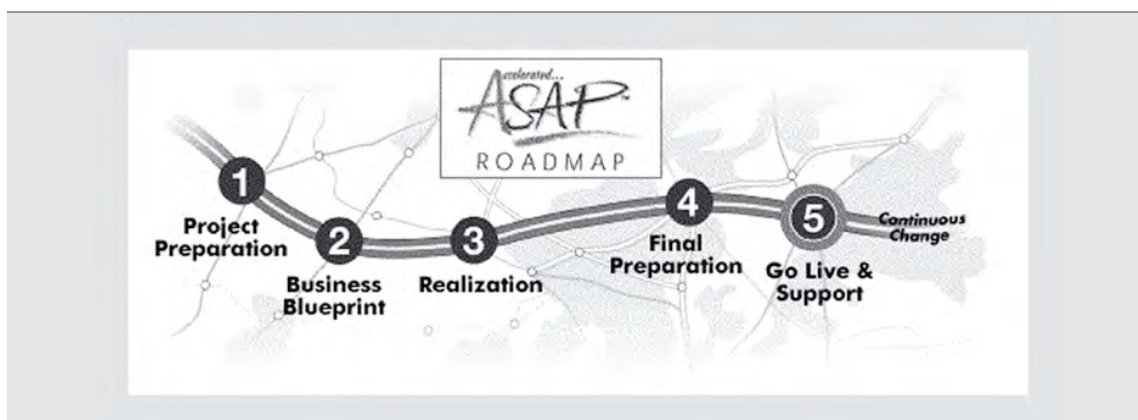 Accelerated...
ASAP™
ROADMAP
1
Project
Preparation
2
Business
Blueprint
3
Realization
4
Final
Preparation
5
Go Live &
Support
Continuous
Change